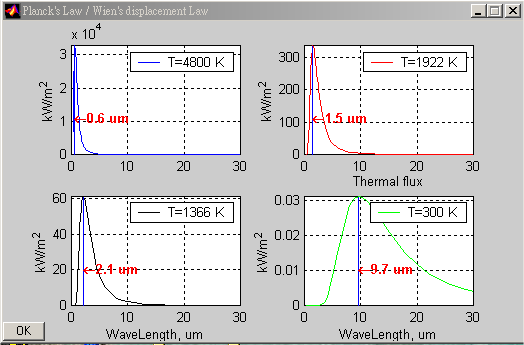 Planck's Law / Wien's displacement Law
x 10^4
3
2
1
0
kW/m^2
T=4800 K
0.6 um
0 10 20 30
300
200
100
0
kW/m^2
T=1922 K
1.5 um
0 10 20 30
Thermal flux
60
40
20
0
kW/m^2
T=1366 K
2.1 um
0 10 20 30
WaveLength, um
0.03
0.02
0.01
0
kW/m^2
T=300 K
9.7 um
0 10 20 30
WaveLength, um
OK